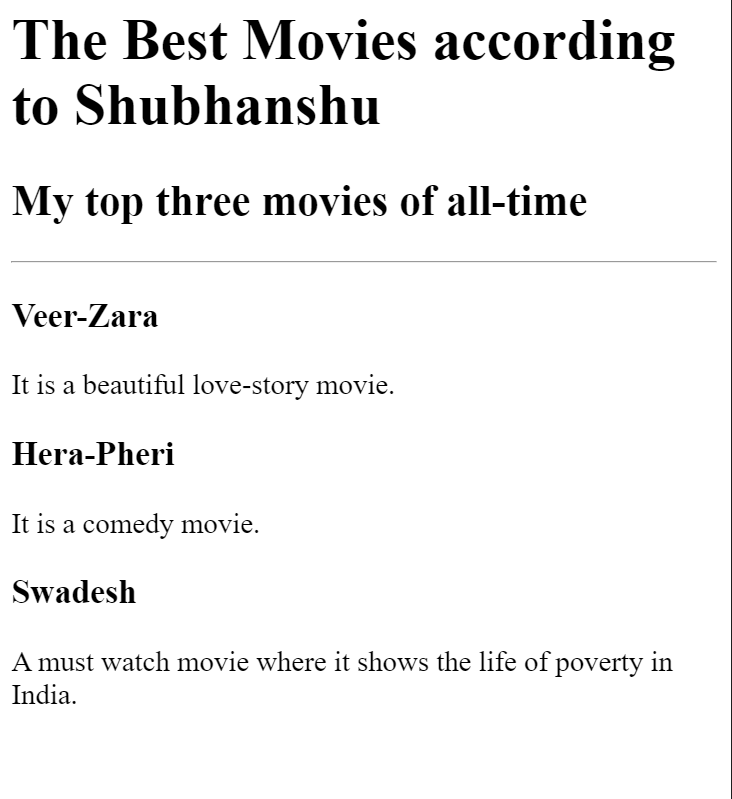 The Best Movies according
to Shubhanshu
My top three movies of all-time
Veer-Zara
It is a beautiful love-story movie.
Hera-Pheri
It is a comedy movie.
Swadesh
A must watch movie where it shows the life of poverty in
India.